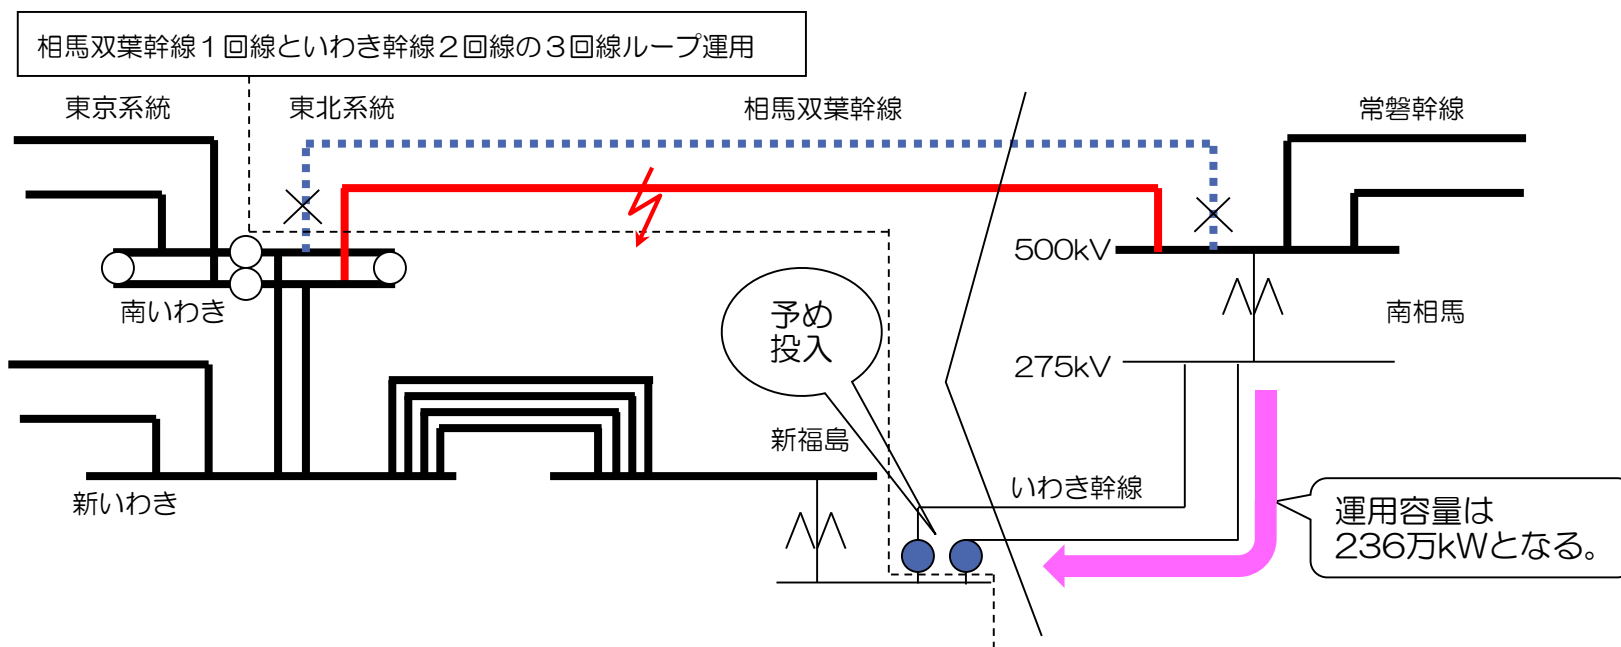 相馬双葉幹線１回線といわき幹線２回線の３回線ループ運用
東京系統
東北系統
相馬双葉幹線
常磐幹線
500kV
南いわき
予め
投入
南相馬
275kV
新福島
いわき幹線
新いわき
運用容量は
236万kWとなる。